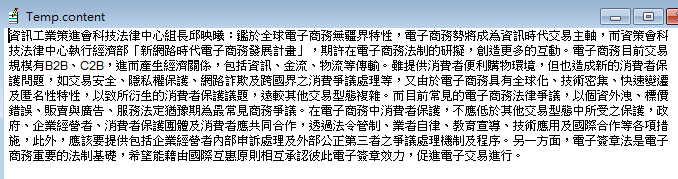 Temp.content
資訊工業策進會科技法律中心組長邱映曦：鑑於全球電子商務無疆界特性，電子商務勢將成為資訊時代交易主軸，而資策會科
技法律中心執行經濟部「新網路時代電子商務發展計畫」，期許在電子商務法制的研擬，創造更多的互動。電子商務目前交易
規模有B2B、C2B，進而產生經濟關係，包括資訊、金流、物流等傳輸。雖提供消費者便利購物環境，但也造成新的消費者保
護問題，如交易安全、隱私權保護、網路詐欺及跨國界之消費爭議處理等，又由於電子商務具有全球化、技術密集、快速變遷
及匿名性特性，以致所衍生的消費者保護議題，遠較其他交易型態複雜。而目前常見的電子商務法律爭議，以個資外洩、標價
錯誤、販賣與廣告、服務法定猶豫期為最常見商務爭議。在電子商務中消費者保護，不應低於其他交易型態中所受之保護，政
府、企業經營者、消費者保護團體及消費者應共同合作，透過法令管制、業者自律、教育宣導、技術應用及國際合作等各項措
施，此外，應該要提供包括企業經營者內部申訴處理及外部公正第三者之爭議處理機制及程序。另一方面，電子簽章法是電子
商務重要的法制基礎，希望能藉由國際互惠原則相互承認彼此電子簽章效力，促進電子交易進行。